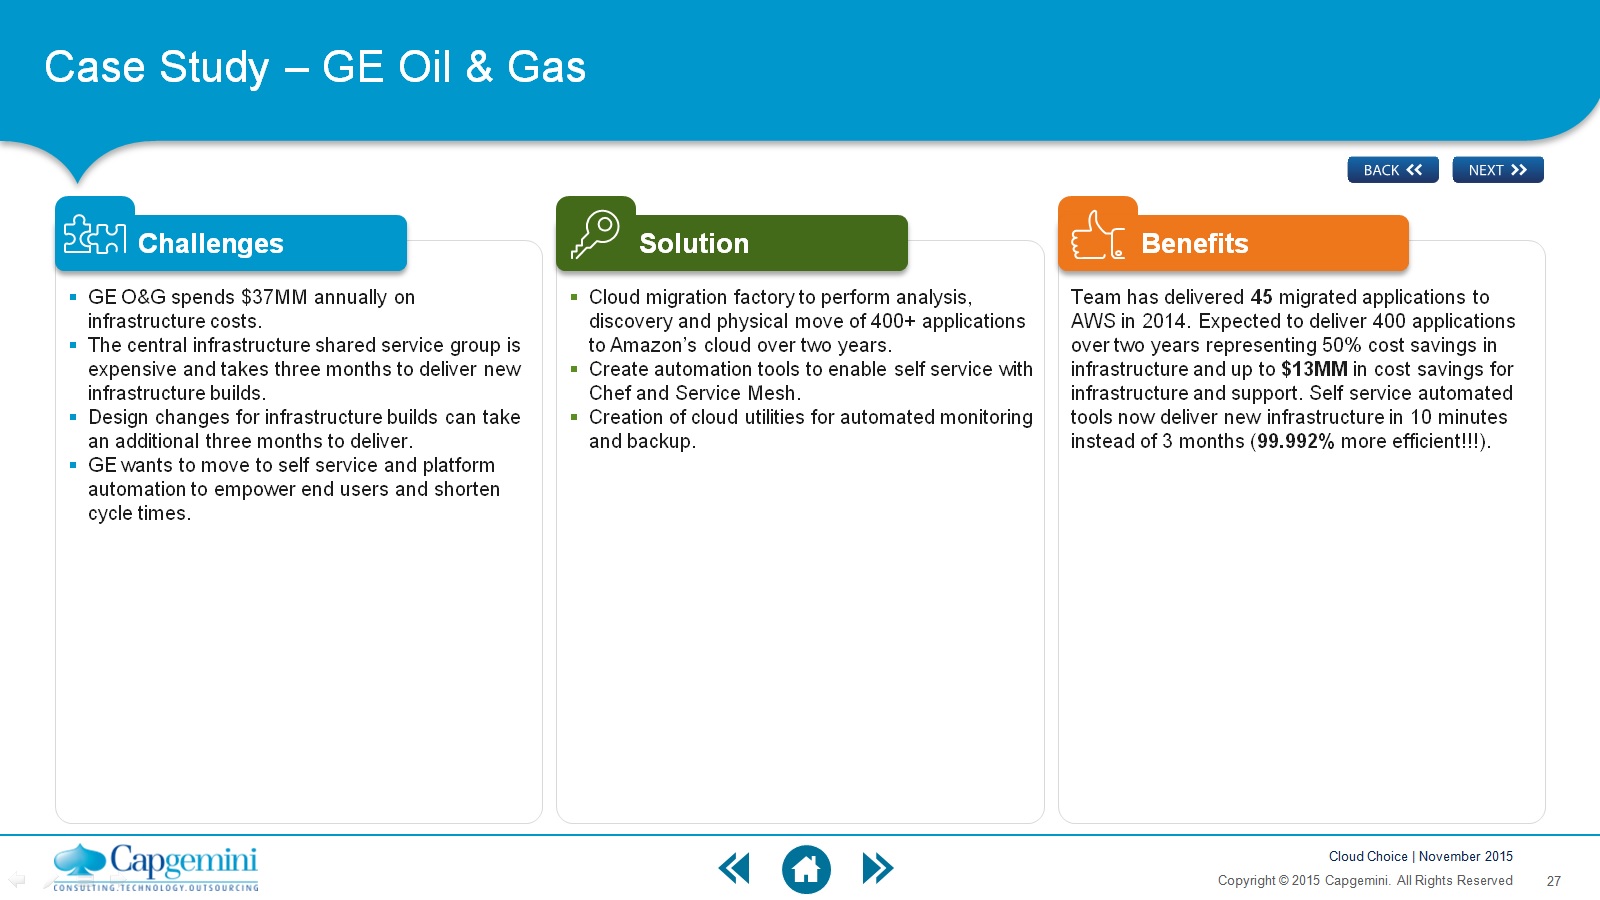 Case Study – GE Oil & Gas
BACK
NEXT
Challenges
GE O&G spends $37MM annually on
infrastructure costs.
The central infrastructure shared service group is
expensive and takes three months to deliver new
infrastructure builds.
Design changes for infrastructure builds can take
an additional three months to deliver.
GE wants to move to self service and platform
automation to empower end users and shorten
cycle times.
Solution
Cloud migration factory to perform analysis,
discovery and physical move of 400+ applications
to Amazon’s cloud over two years.
Create automation tools to enable self service with
Chef and Service Mesh.
Creation of cloud utilities for automated monitoring
and backup.
Benefits
Team has delivered 45 migrated applications to
AWS in 2014. Expected to deliver 400 applications
over two years representing 50% cost savings in
infrastructure and up to $13MM in cost savings for
infrastructure and support. Self service automated
tools now deliver new infrastructure in 10 minutes
instead of 3 months (99.992% more efficient!!!).
Capgemini
CONSULTING.TECHNOLOGY.OUTSOURCING
Cloud Choice | November 2015
Copyright © 2015 Capgemini. All Rights Reserved
27